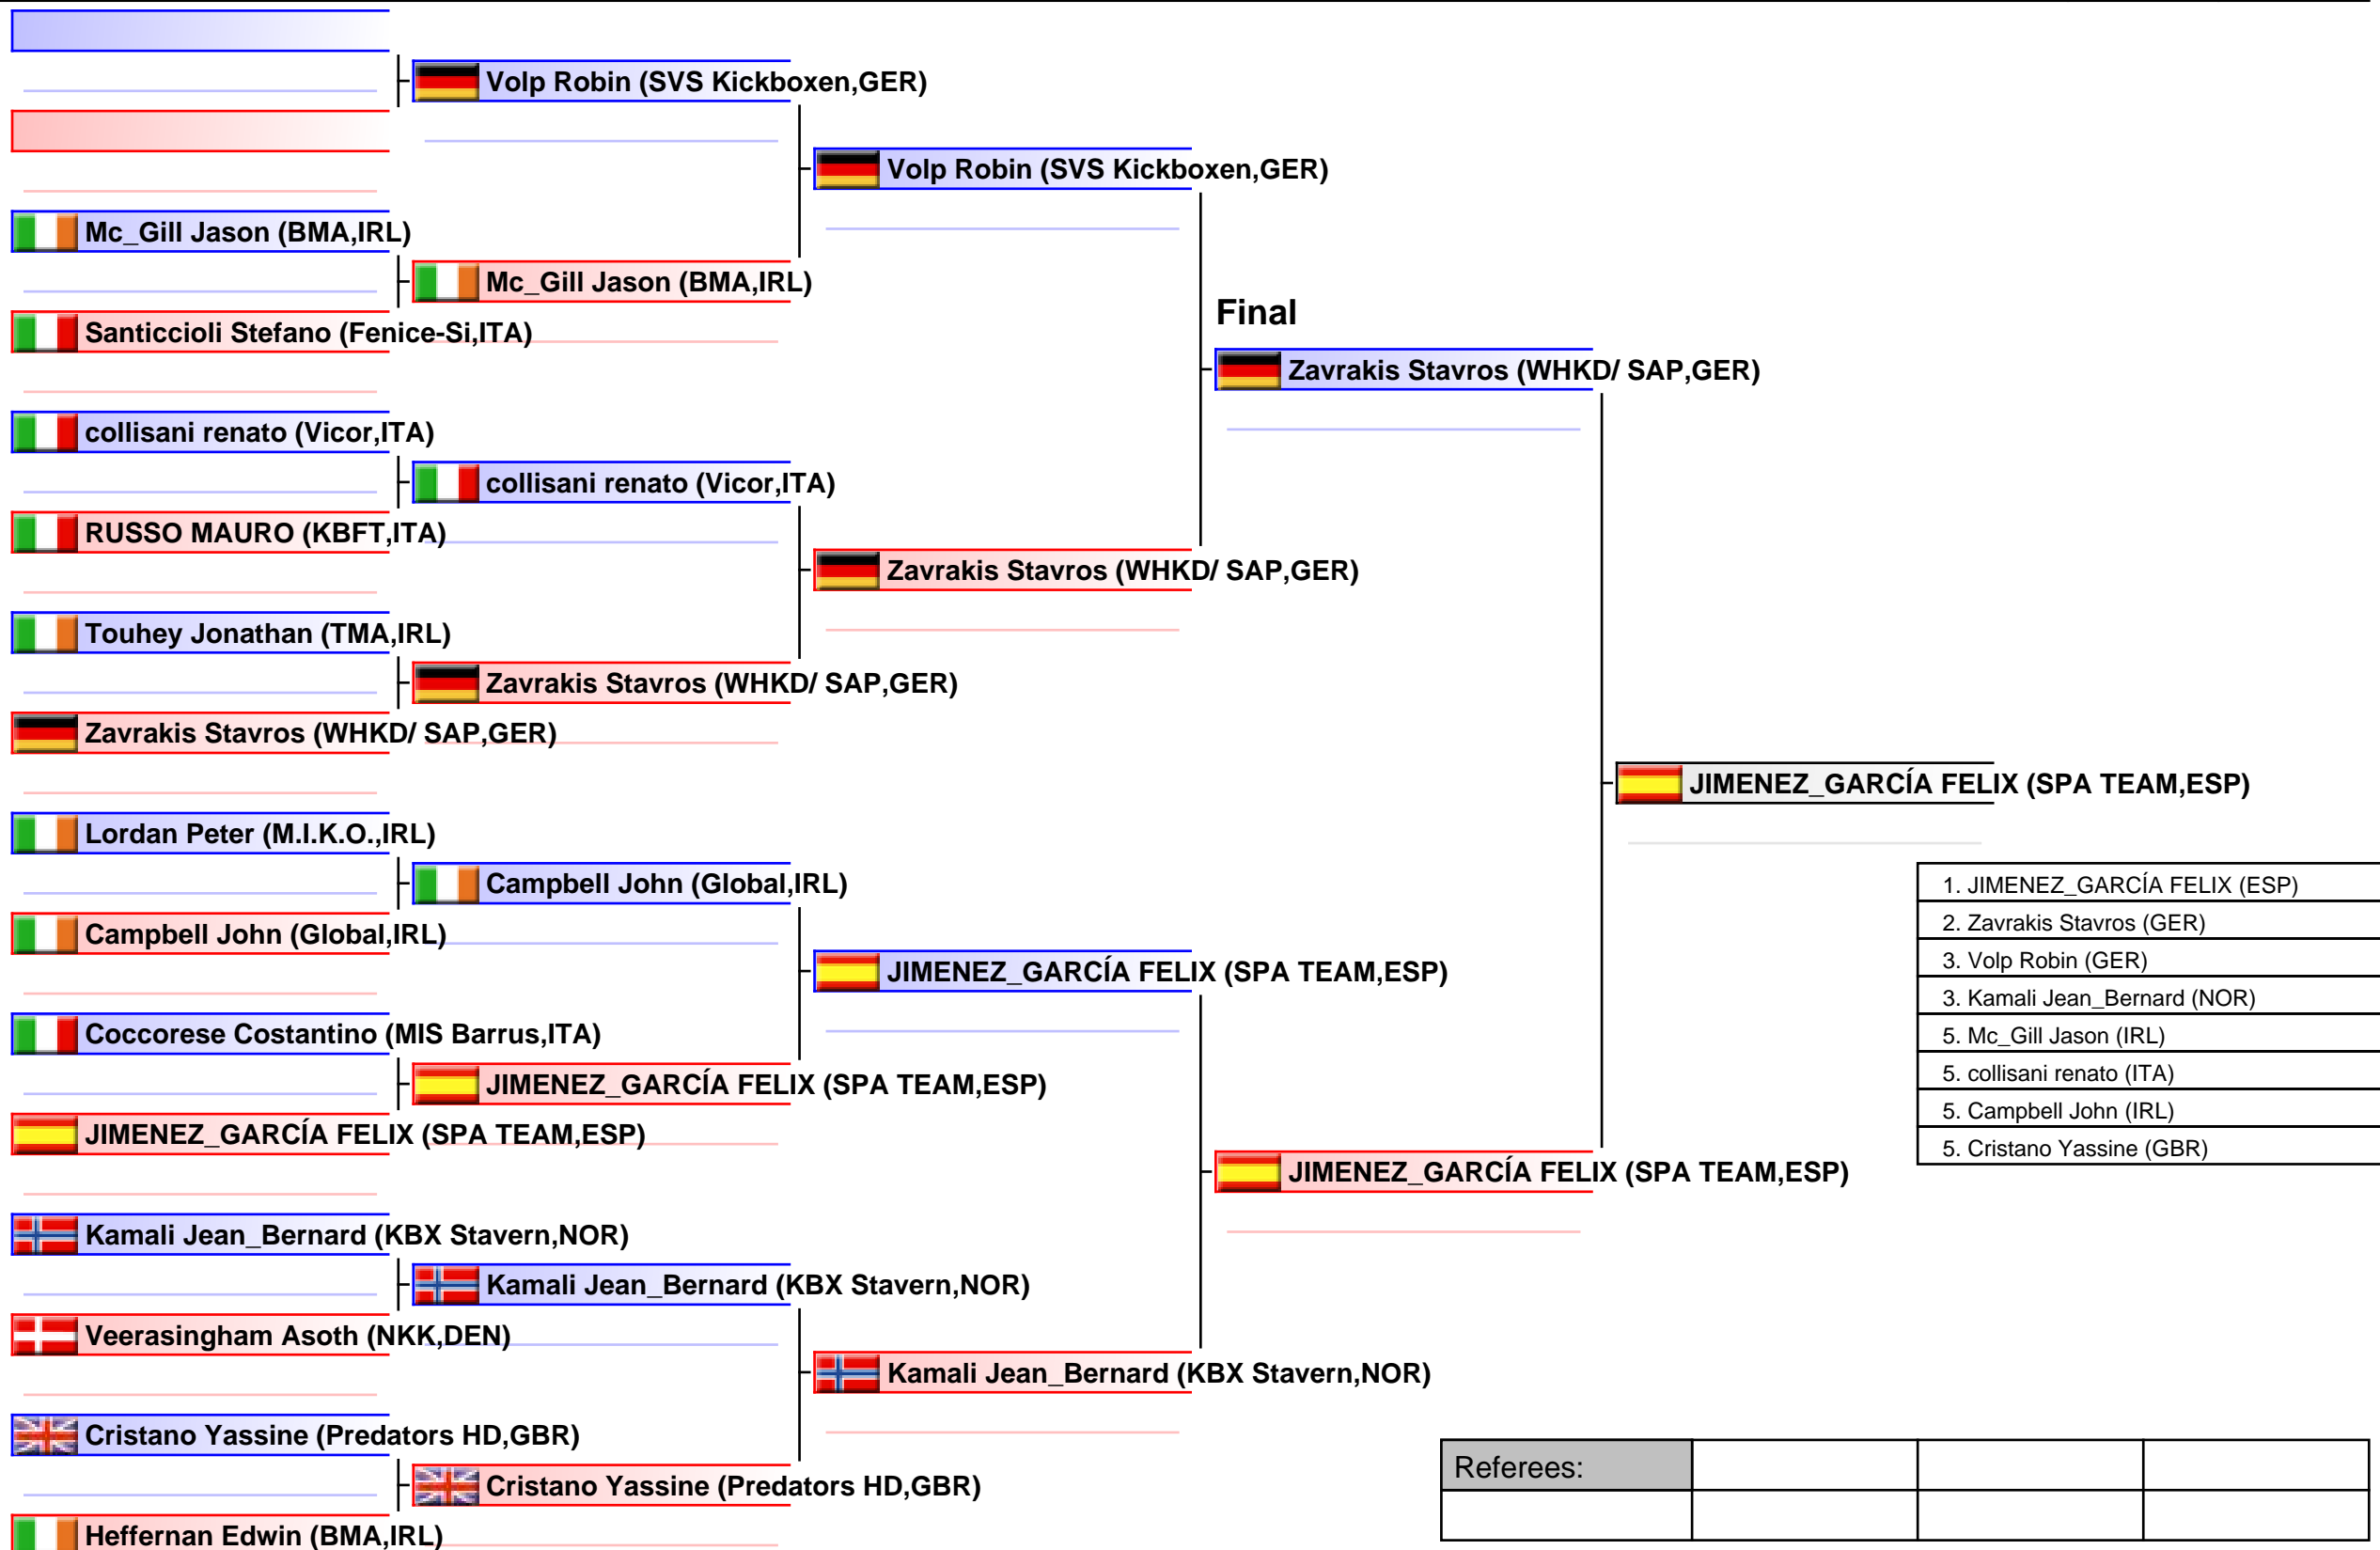 Volp Robin (SVS Kickboxen,GER)
Volp Robin (SVS Kickboxen,GER)
Mc_Gill Jason (BMA,IRL)
Mc_Gill Jason (BMA,IRL)
Final
Santiccioli Stefano (Fenice-Si,ITA)
Zavrakis Stavros (WHKD/ SAP,GER)
collisani renato (Vicor,ITA)
collisani renato (Vicor,ITA)
RUSSO MAURO (KBFT,ITA)
Zavrakis Stavros (WHKD/ SAP,GER)
Touhey Jonathan (TMA,IRL)
Zavrakis Stavros (WHKD/ SAP,GER)
Zavrakis Stavros (WHKD/ SAP,GER)
JIMENEZ_GARCÍA FELIX (SPA TEAM,ESP)
Lordan Peter (M.I.K.O.,IRL)
Campbell John (Global,IRL)
Campbell John (Global,IRL)
JIMENEZ_GARCÍA FELIX (SPA TEAM,ESP)
Coccorese Costantino (MIS Barrus,ITA)
JIMENEZ_GARCÍA FELIX (SPA TEAM,ESP)
JIMENEZ_GARCÍA FELIX (SPA TEAM,ESP)
JIMENEZ_GARCÍA FELIX (SPA TEAM,ESP)
Kamali Jean_Bernard (KBX Stavern,NOR)
Kamali Jean_Bernard (KBX Stavern,NOR)
Veerasingham Asoth (NKK,DEN)
Kamali Jean_Bernard (KBX Stavern,NOR)
Cristano Yassine (Predators HD,GBR)
Cristano Yassine (Predators HD,GBR)
Heffernan Edwin (BMA,IRL)
1. JIMENEZ_GARCÍA FELIX (ESP)
2. Zavrakis Stavros (GER)
3. Volp Robin (GER)
3. Kamali Jean_Bernard (NOR)
5. Mc_Gill Jason (IRL)
5. collisani renato (ITA)
5. Campbell John (IRL)
5. Cristano Yassine (GBR)
Referees: